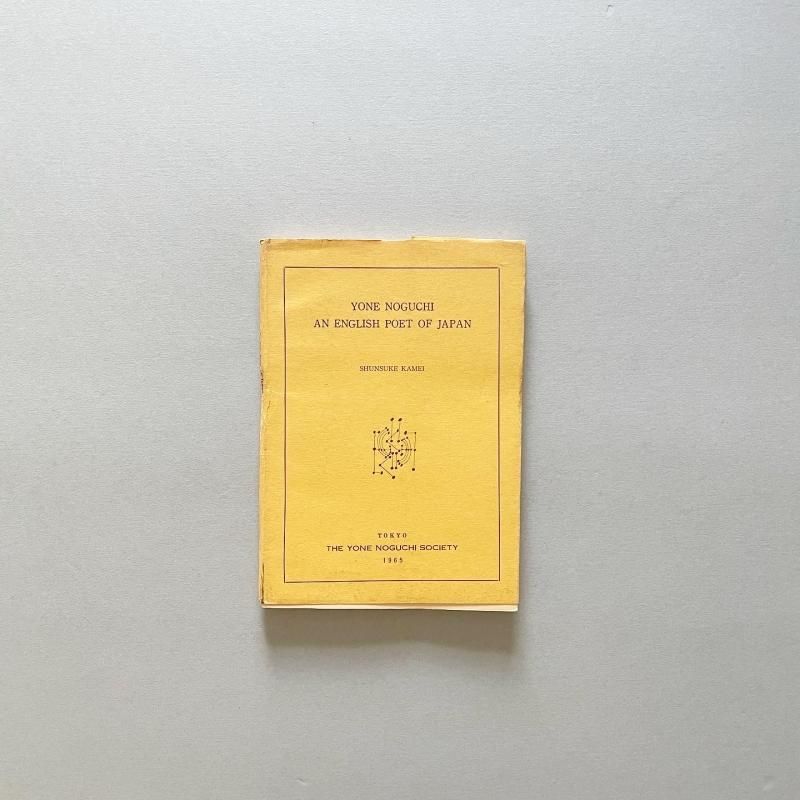 YONE NOGUCHI
AN ENGLISH POET OF JAPAN
SHUNSUKE KAMEI
TOKYO
THE YONE NOGUCHI SOCIETY
1965